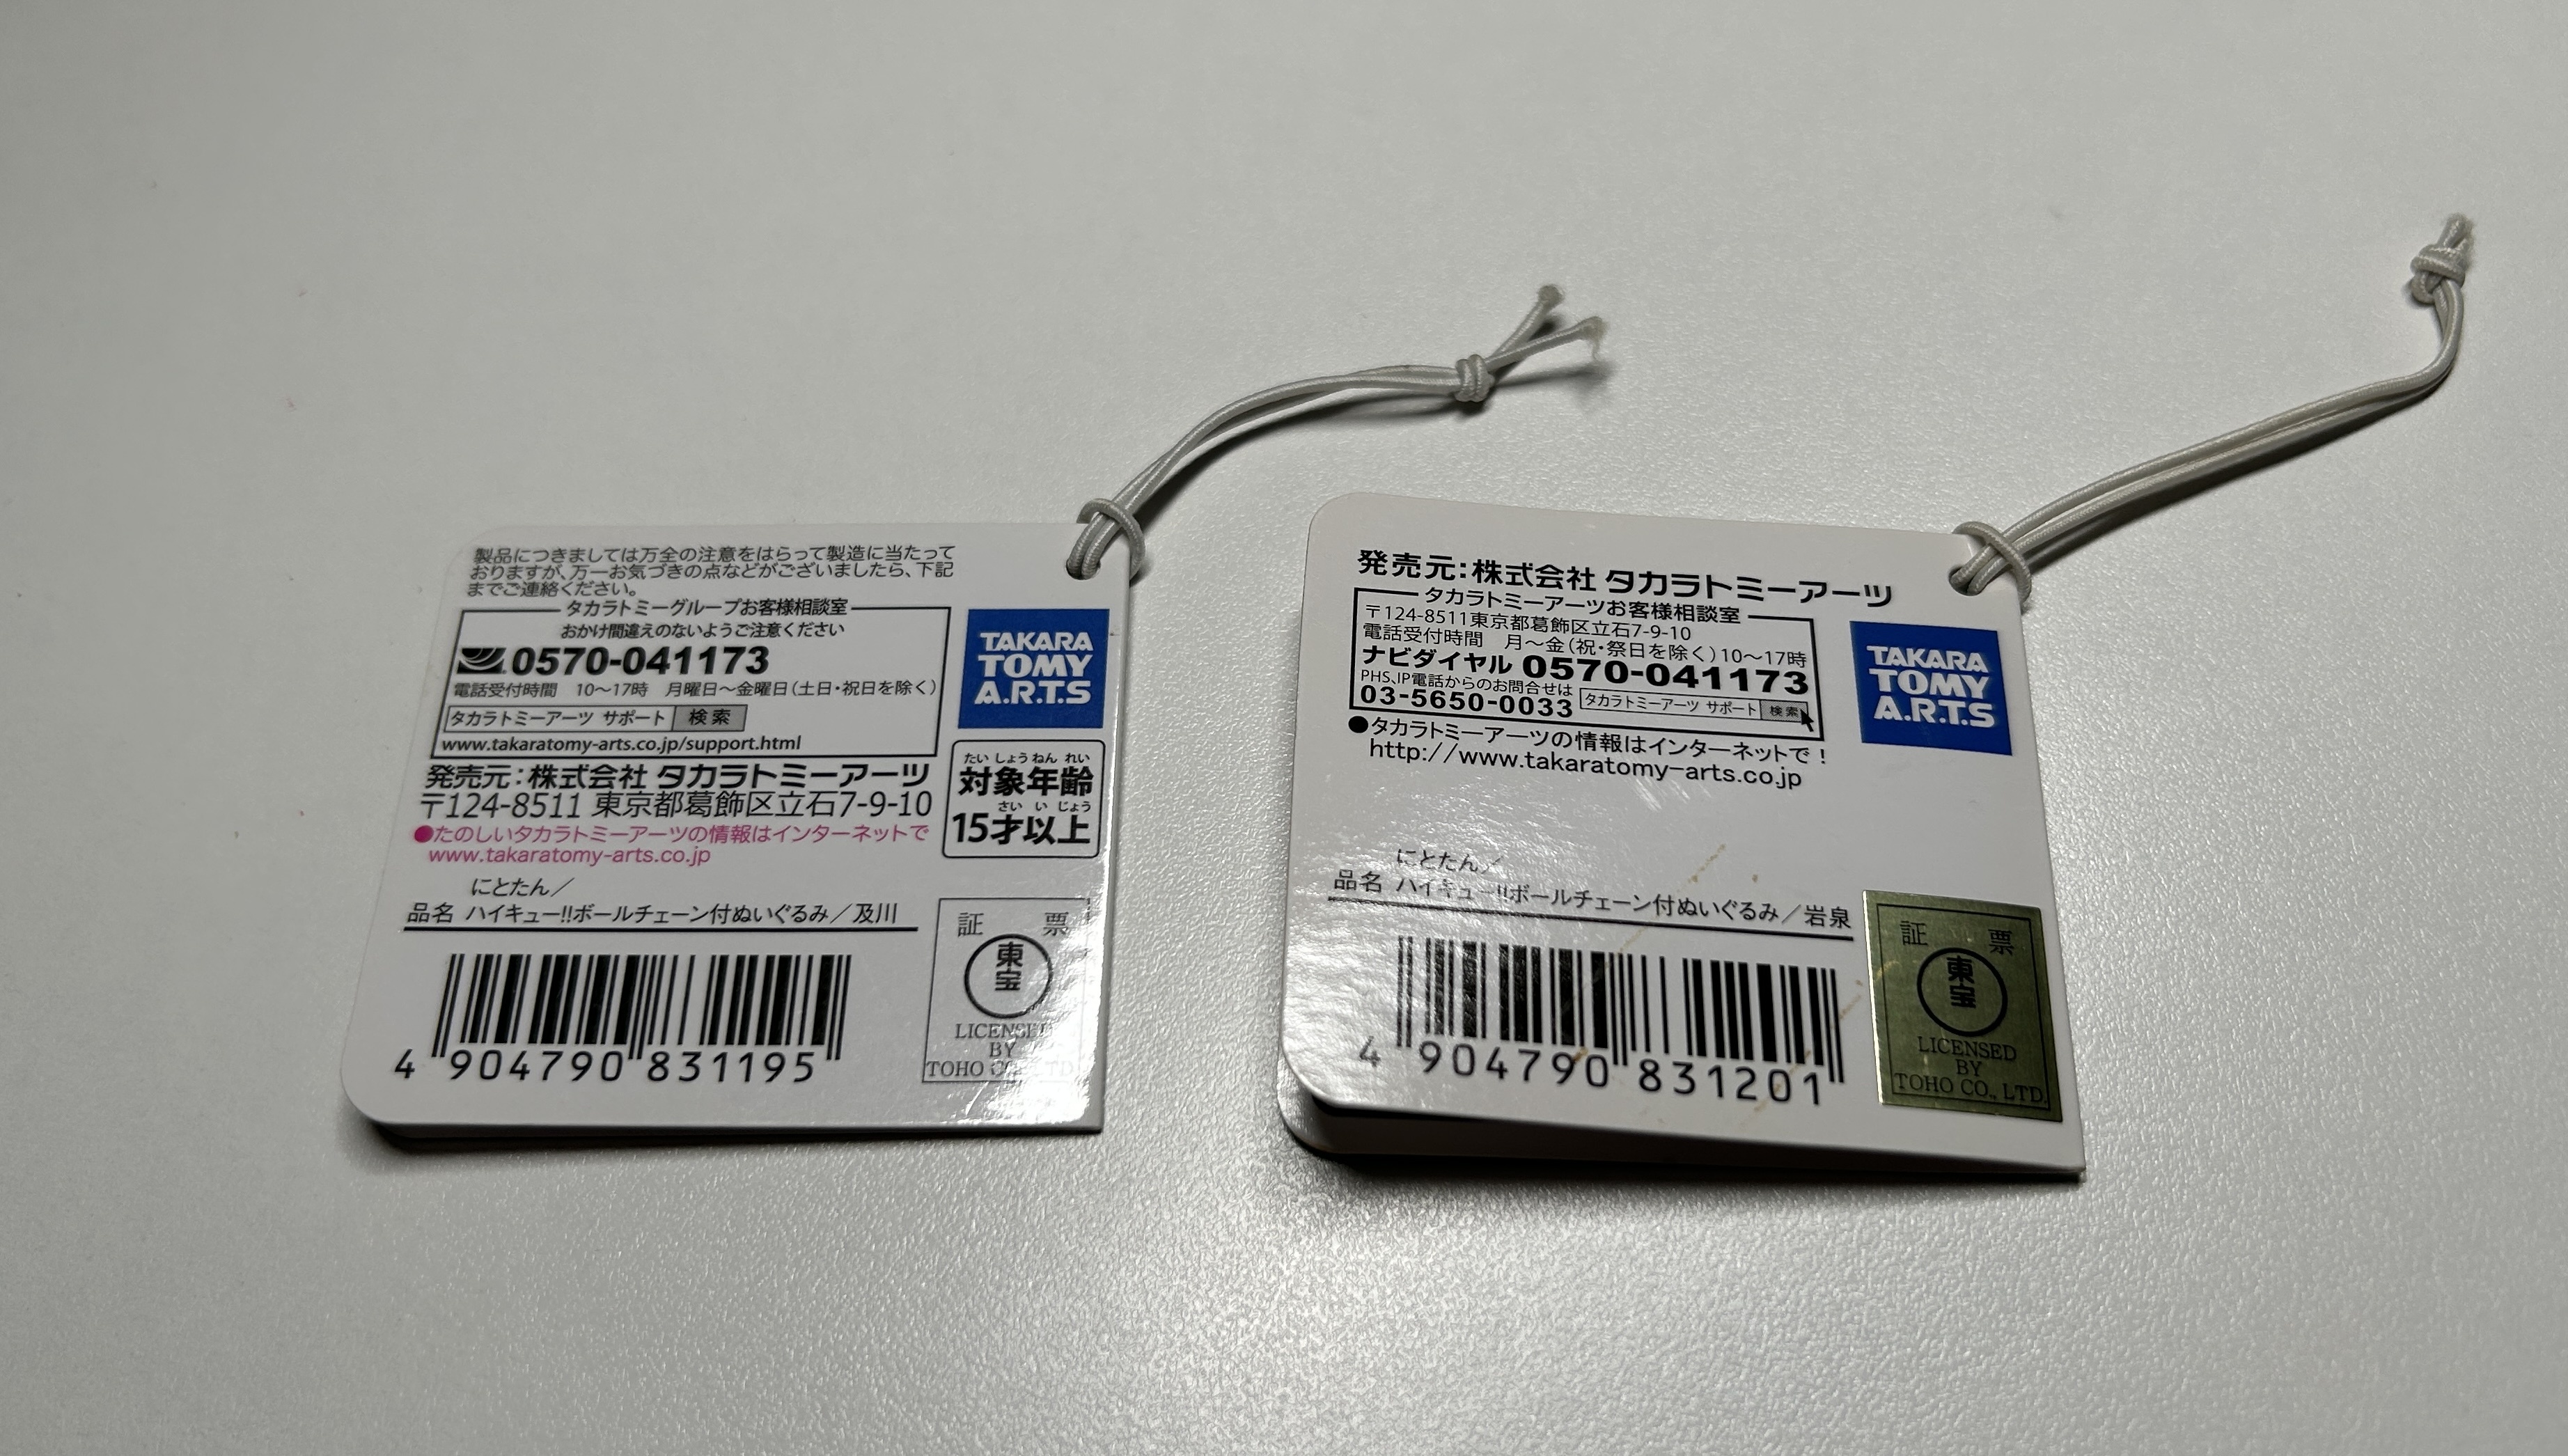 製品につきましては万全の注意をはらって製造に当たって
おりますが、万一お気づきの点などがございましたら、下記
までご連絡ください。
タカラトミーグループお客様相談室
おかけ間違えのないようご注意ください
0570-041173
電話受付時間 10〜17時 月曜日〜金曜日(土日・祝日を除く)
タカラトミーアーツ サポート 検索
www.takaratomy-arts.co.jp/support.html
発売元:株式会社 タカラトミーアーツ
〒124-8511 東京都葛飾区立石7-9-10
●たのしいタカラトミーアーツの情報はインターネットで
www.takaratomy-arts.co.jp
TAKARA
TOMY
A.R.T.S
たいしょうねんれい
対象年齢
さいいじょう
15才以上
にとたん/
品名 ハイキュー!!ボールチェーン付ぬいぐるみ/及川
4 904790 831195
証 票
東宝
LICENSED
BY
TOHO CO., LTD.
発売元:株式会社 タカラトミーアーツ
タカラトミーアーツお客様相談室
〒124-8511東京都葛飾区立石7-9-10
電話受付時間 月〜金(祝・祭日を除く)10〜17時
ナビダイヤル 0570-041173
PHS、IP電話からのお問合せは
03-5650-0033 タカラトミーアーツ サポート 検索
●タカラトミーアーツの情報はインターネットで!
http://www.takaratomy-arts.co.jp
TAKARA
TOMY
A.R.T.S
にとたん/
品名 ハイキュー!!ボールチェーン付ぬいぐるみ/岩泉
4 904790 831201
証 票
東宝
LICENSED
BY
TOHO CO., LTD.